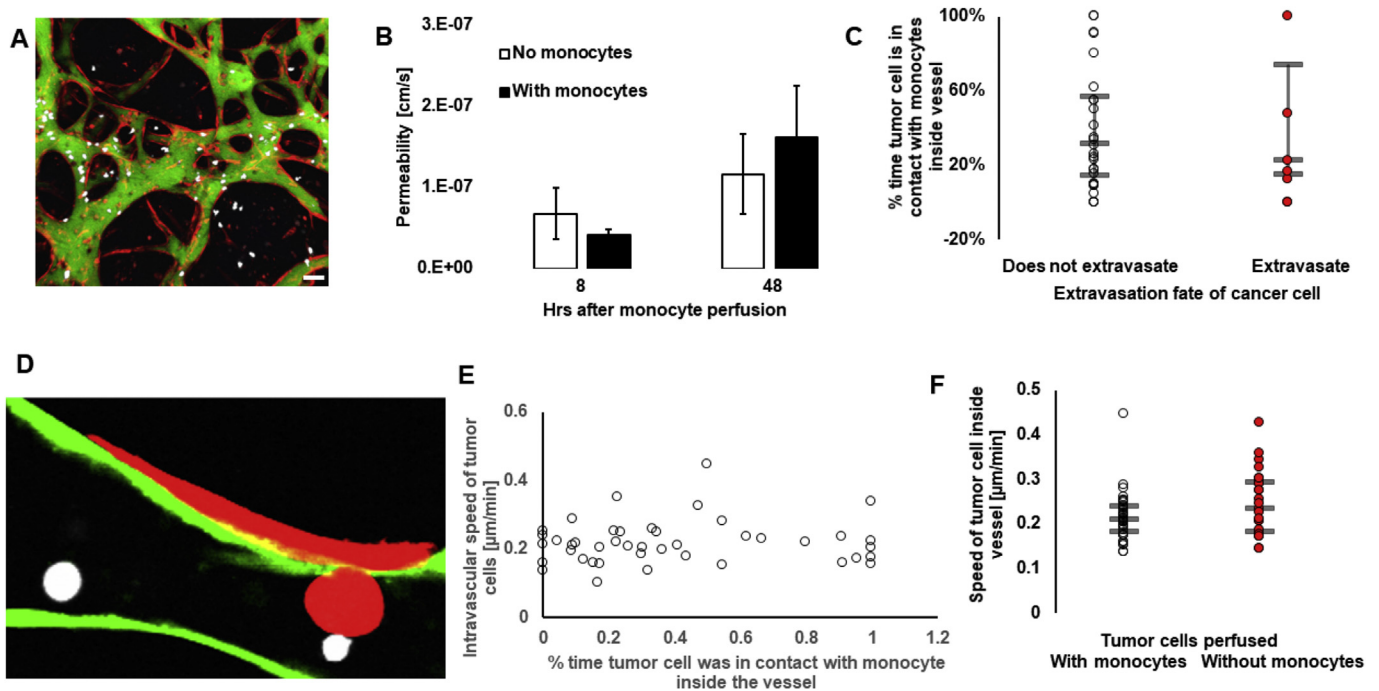 A
B
3.E-07
2.E-07
1.E-07
0.E+00
Permeability [cm/s]
No monocytes
With monocytes
8
48
Hrs after monocyte perfusion
C
100%
60%
20%
-20%
% time tumor cell is in
contact with monocytes
inside vessel
Does not extravasate
Extravasate
Extravasation fate of cancer cell
D
E
0.6
0.4
0.2
0
Intravascular speed of tumor
cells [µm/min]
0 0.2 0.4 0.6 0.8 1 1.2
% time tumor cell was in contact with monocyte
inside the vessel
F
0.5
0.4
0.3
0.2
0.1
0
Speed of tumor cell inside
vessel [µm/min]
Tumor cells perfused
With monocytes Without monocytes